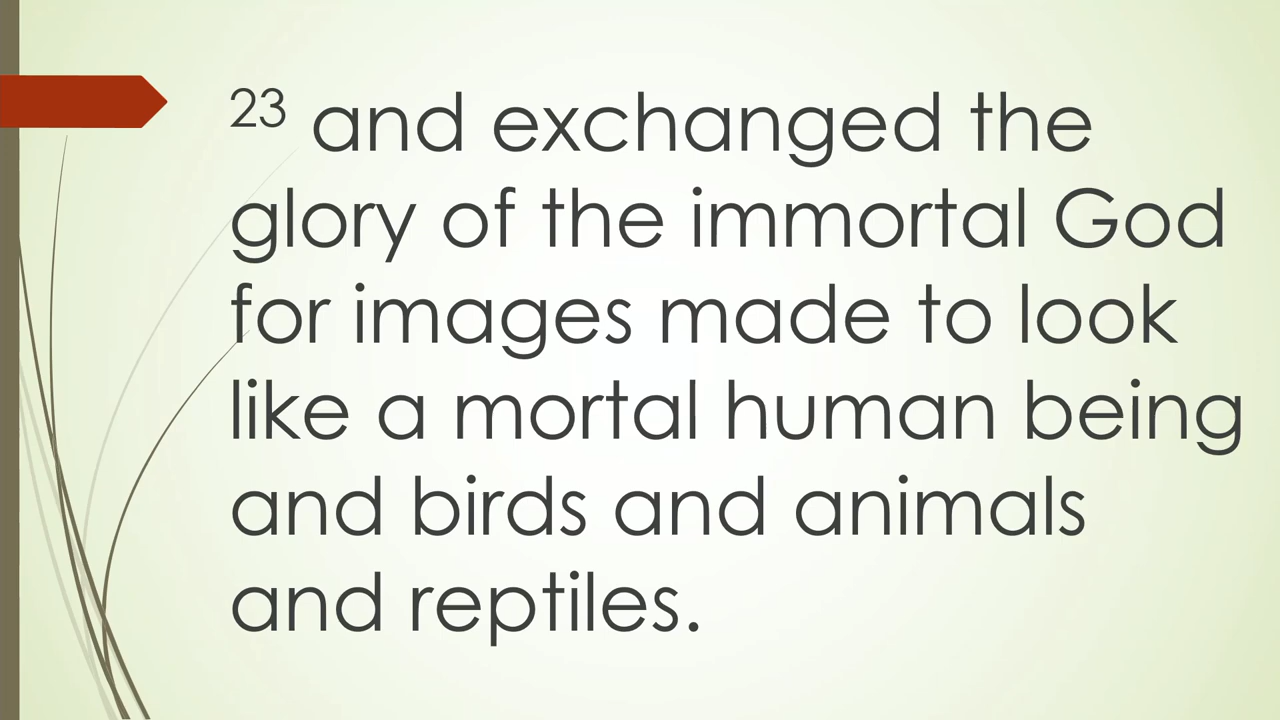 23 and exchanged the
glory of the immortal God
for images made to look
like a mortal human being
and birds and animals
and reptiles.